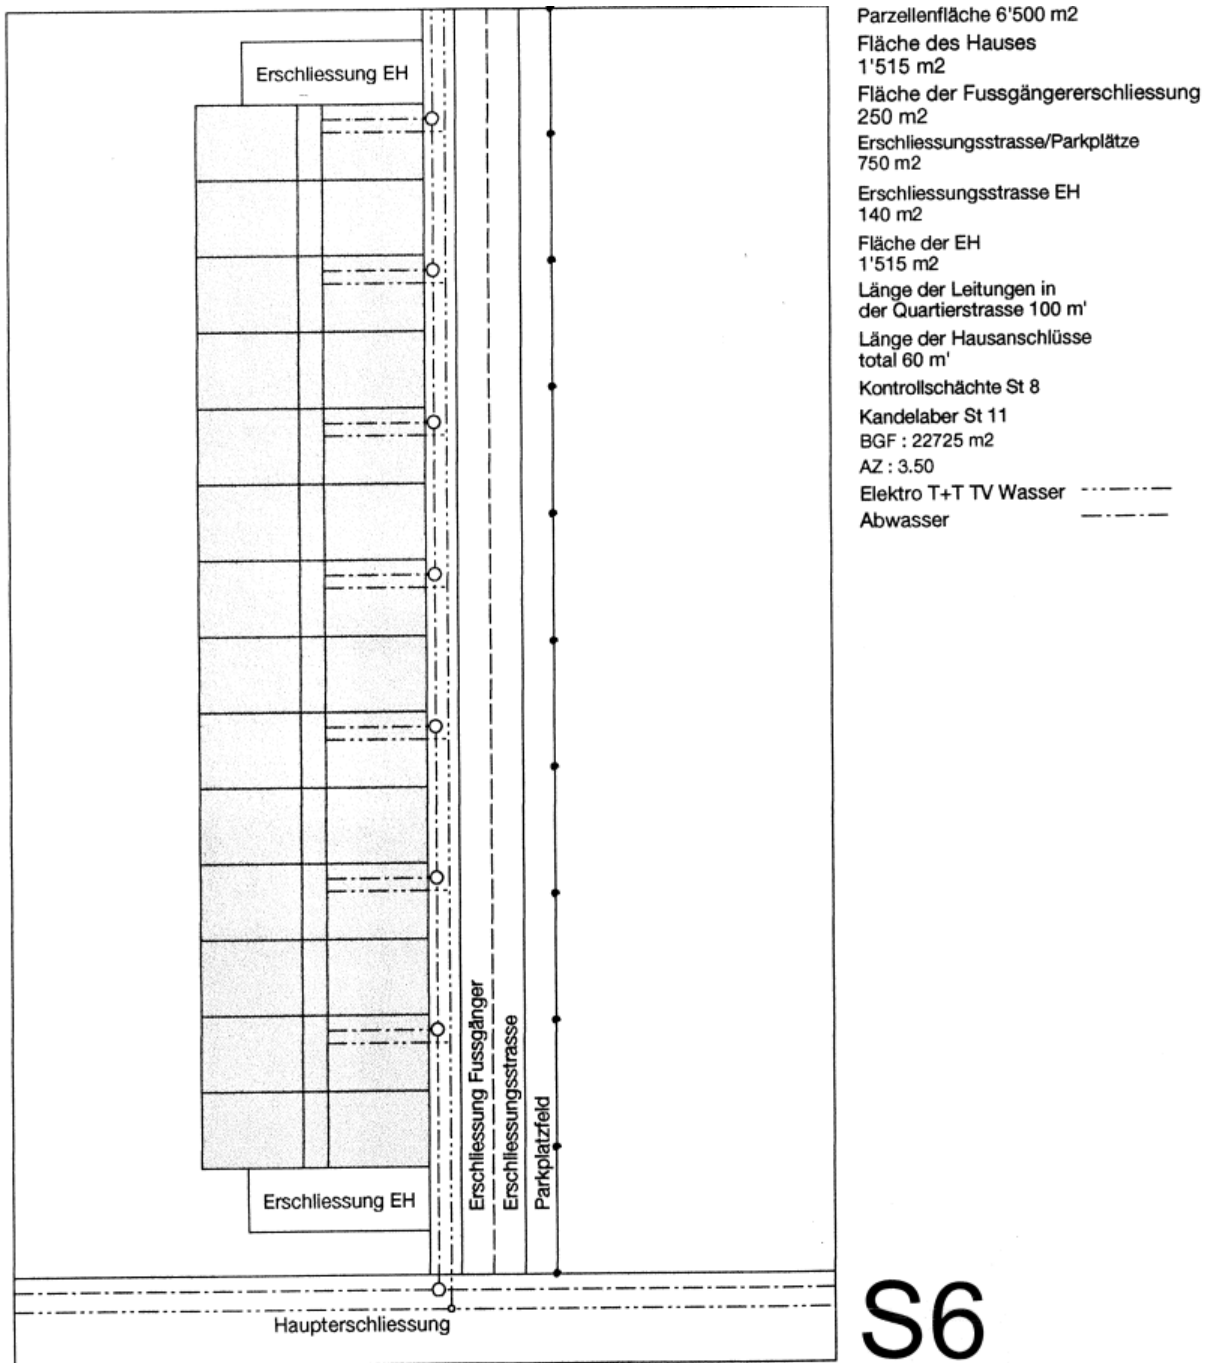 Parzellenfläche 6'500 m2
Fläche des Hauses
1'515 m2
Fläche der Fussgängererschliessung
250 m2
Erschliessungsstrasse/Parkplätze
750 m2
Erschliessungsstrasse EH
140 m2
Fläche der EH
1'515 m2
Länge der Leitungen in
der Quartierstrasse 100 m'
Länge der Hausanschlüsse
total 60 m'
Kontrollschächte St 8
Kandelaber St 11
BGF : 22725 m2
AZ : 3.50
Elektro T+T TV Wasser
Abwasser
Erschliessung EH
Erschliessung Fussgänger
Erschliessungsstrasse
Parkplatzfeld
Erschliessung EH
Haupterschliessung
S6